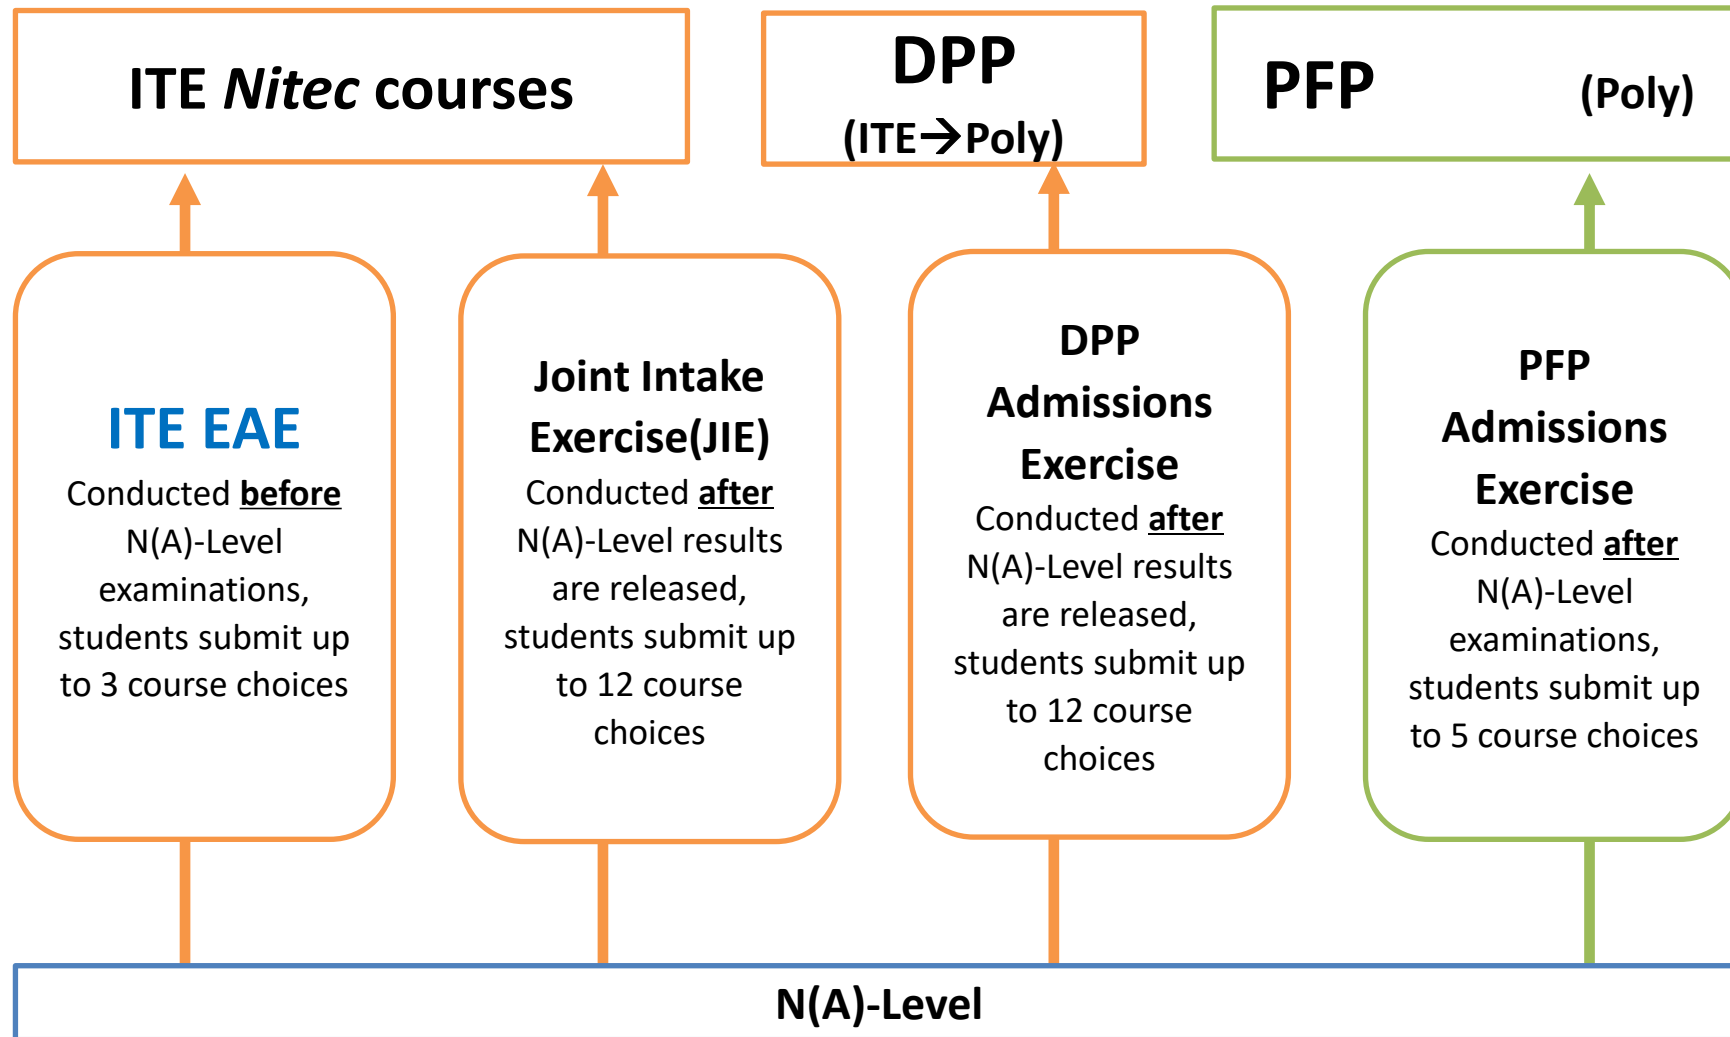 ITE Nitec courses
DPP
(ITE→Poly)
PFP (Poly)
ITE EAE
Conducted before
N(A)-Level
examinations,
students submit up
to 3 course choices
Joint Intake
Exercise(JIE)
Conducted after
N(A)-Level results
are released,
students submit up
to 12 course
choices
DPP
Admissions
Exercise
Conducted after
N(A)-Level results
are released,
students submit up
to 12 course
choices
PFP
Admissions
Exercise
Conducted after
N(A)-Level
examinations,
students submit up
to 5 course choices
N(A)-Level